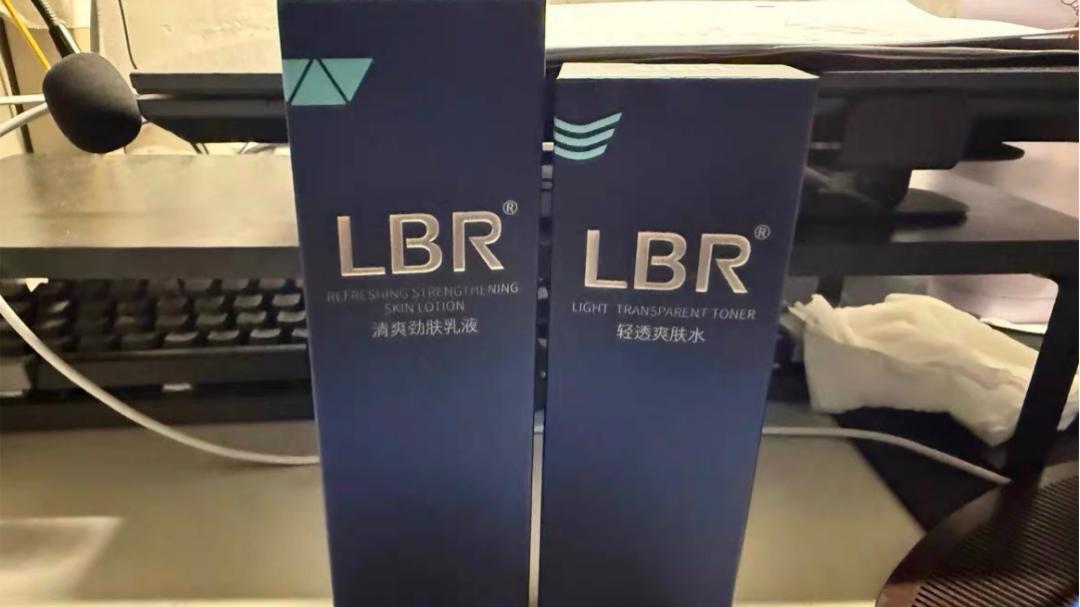 LBR®
REFRESHING STRENGTHENING
SKIN LOTION
清爽劲肤乳液
LBR®
LIGHT TRANSPARENT TONER
轻透爽肤水